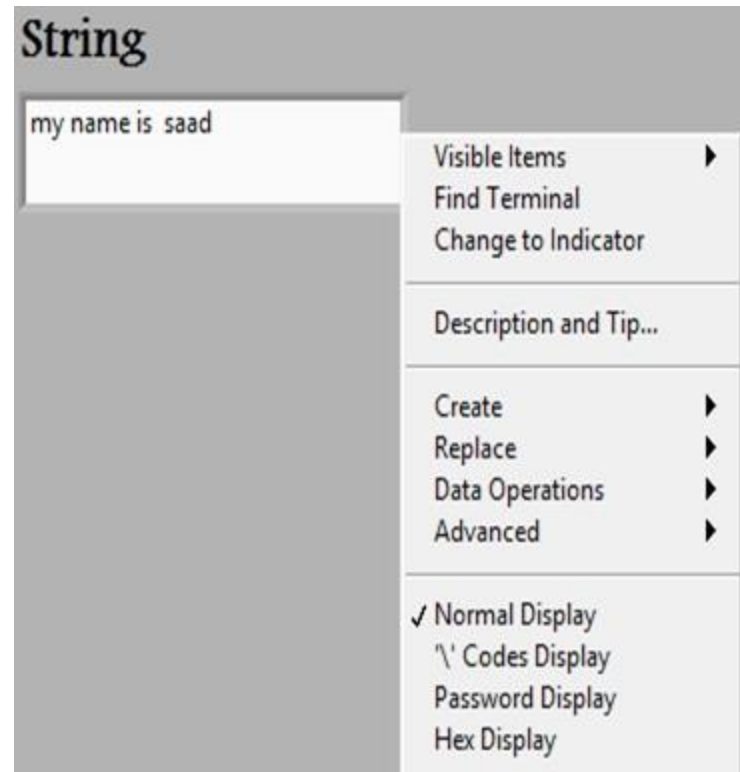 String
my name is  saad
Visible Items
Find Terminal
Change to Indicator
Description and Tip...
Create
Replace
Data Operations
Advanced
✓ Normal Display
'\' Codes Display
Password Display
Hex Display